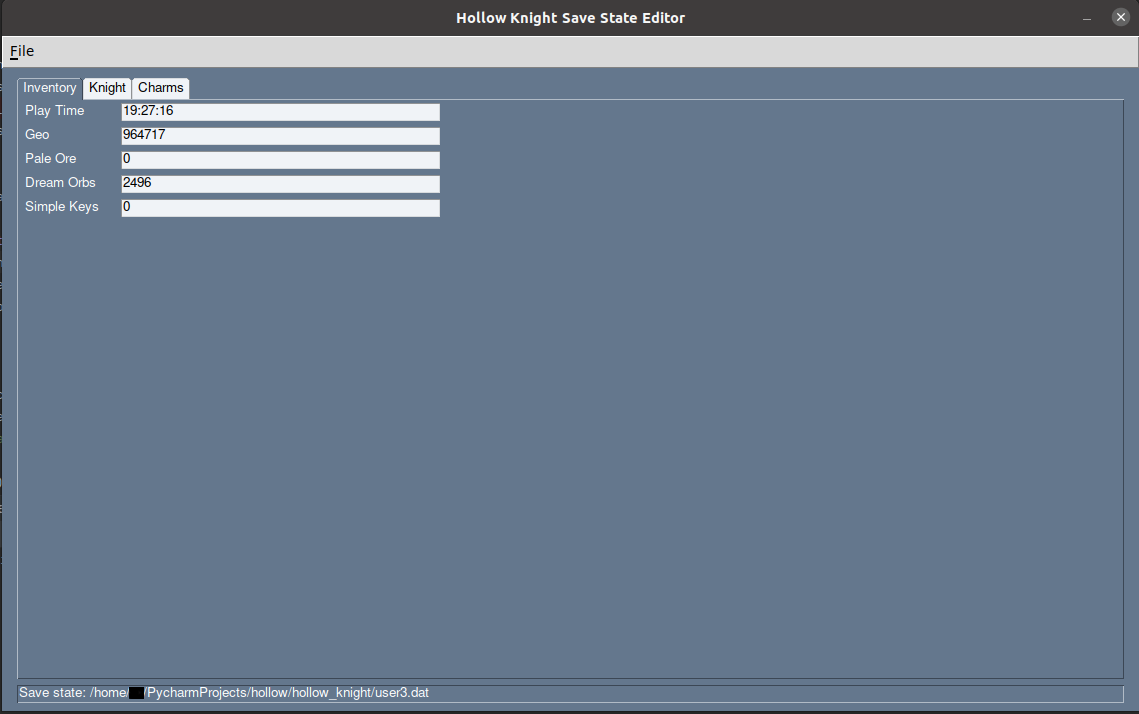 Hollow Knight Save State Editor
File
Inventory Knight Charms
Play Time 19:27:16
Geo 964717
Pale Ore 0
Dream Orbs 2496
Simple Keys 0
Save state: /home/ /PycharmProjects/hollow/hollow_knight/user3.dat